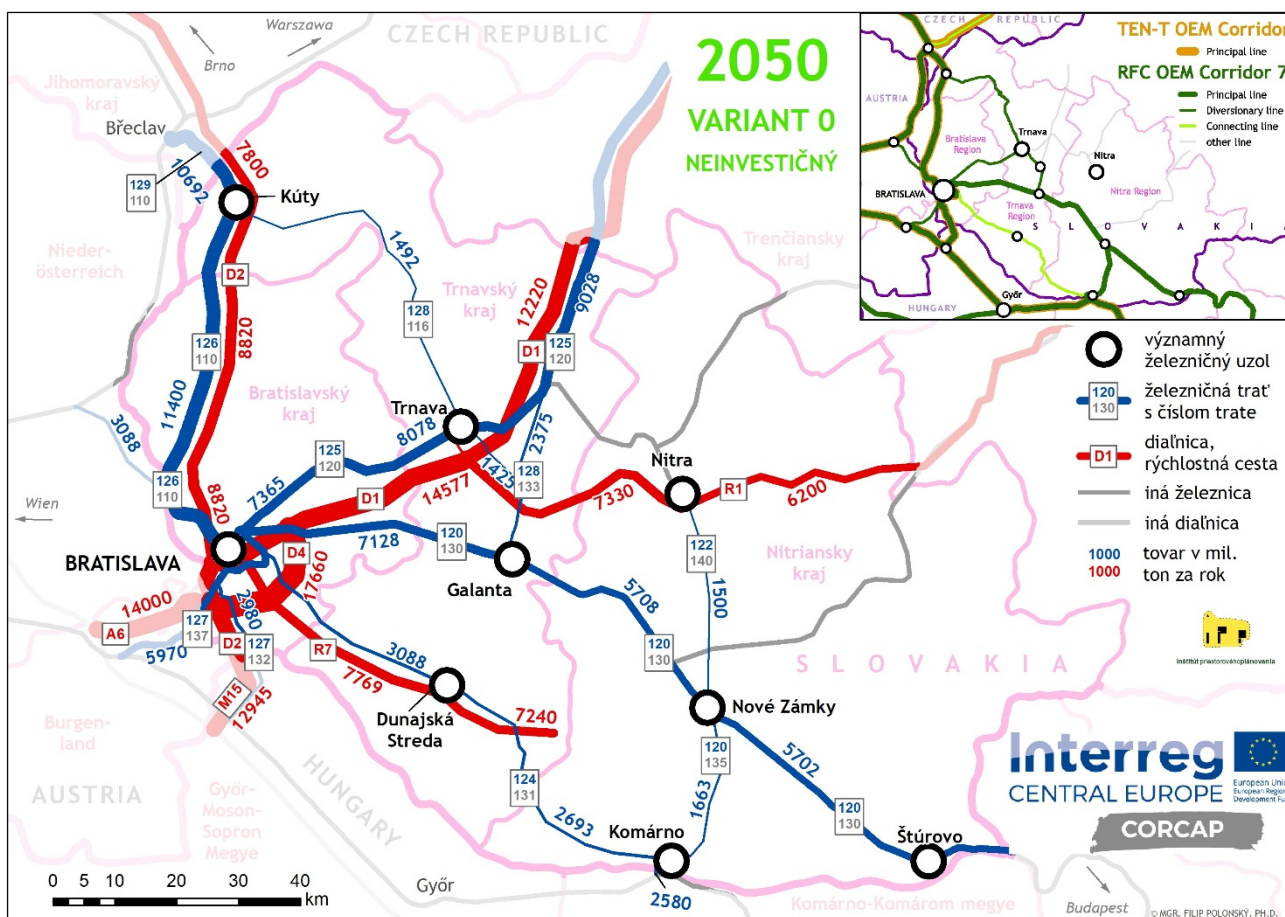 2050
VARIANT 0
NEINVESTIČNÝ
Warszawa
Brno
CZECH REPUBLIC
Jihomoravský
kraj
Břeclav
7800
10692
129
110
Kúty
Nieder-
österreich
D2
8820
1492
128
116
Trnavský
kraj
12220
9028
Trenčiansky
kraj
D1
125
120
126
110
11400
Bratislavský
kraj
3088
Trnava
8078
2375
125
120
1425
128
133
126
110
7365
8820
D1
14577
Nitra
7330
R1
6200
Wien
BRATISLAVA
D4
7128
120
130
Galanta
122
140
1500
Nitriansky
kraj
17660
5708
14000
A6
127
137
2980
D2
127
132
5970
R7
3088
7769
120
130
SLOVAKIA
M15
12945
Dunajská
Streda
7240
Nové Zámky
120
135
5702
Burgen-
land
HUNGARY
AUSTRIA
Győr-
Moson-
Sopron
Megye
124
131
2693
1663
120
130
Komárno
Štúrovo
2580
Győr
Komárno-Komárom megye
Budapest
0 10 20 30 40
km
CZECH REPUBLIC
AUSTRIA
Bratislava
Region
Trnava
Nitra
BRATISLAVA
Trnava
Region
Nitra Region
SLOVAKIA
HUNGARY
Győr
TEN-T OEM Corridor
Principal line
RFC OEM Corridor 7
Principal line
Diversionary line
Connecting line
other line
významný
železničný uzol
120
130
železničná trať
s číslom trate
D1
diaľnica,
rýchlostná cesta
iná železnica
iná diaľnica
1000
1000
tovar v mil.
ton za rok
Inštitút priestorového plánovania
Interreg
CENTRAL EUROPE
European Union
European Regional
Development Fu
CORCAP
©MGR. FILIP POLONSKÝ, PH.D.